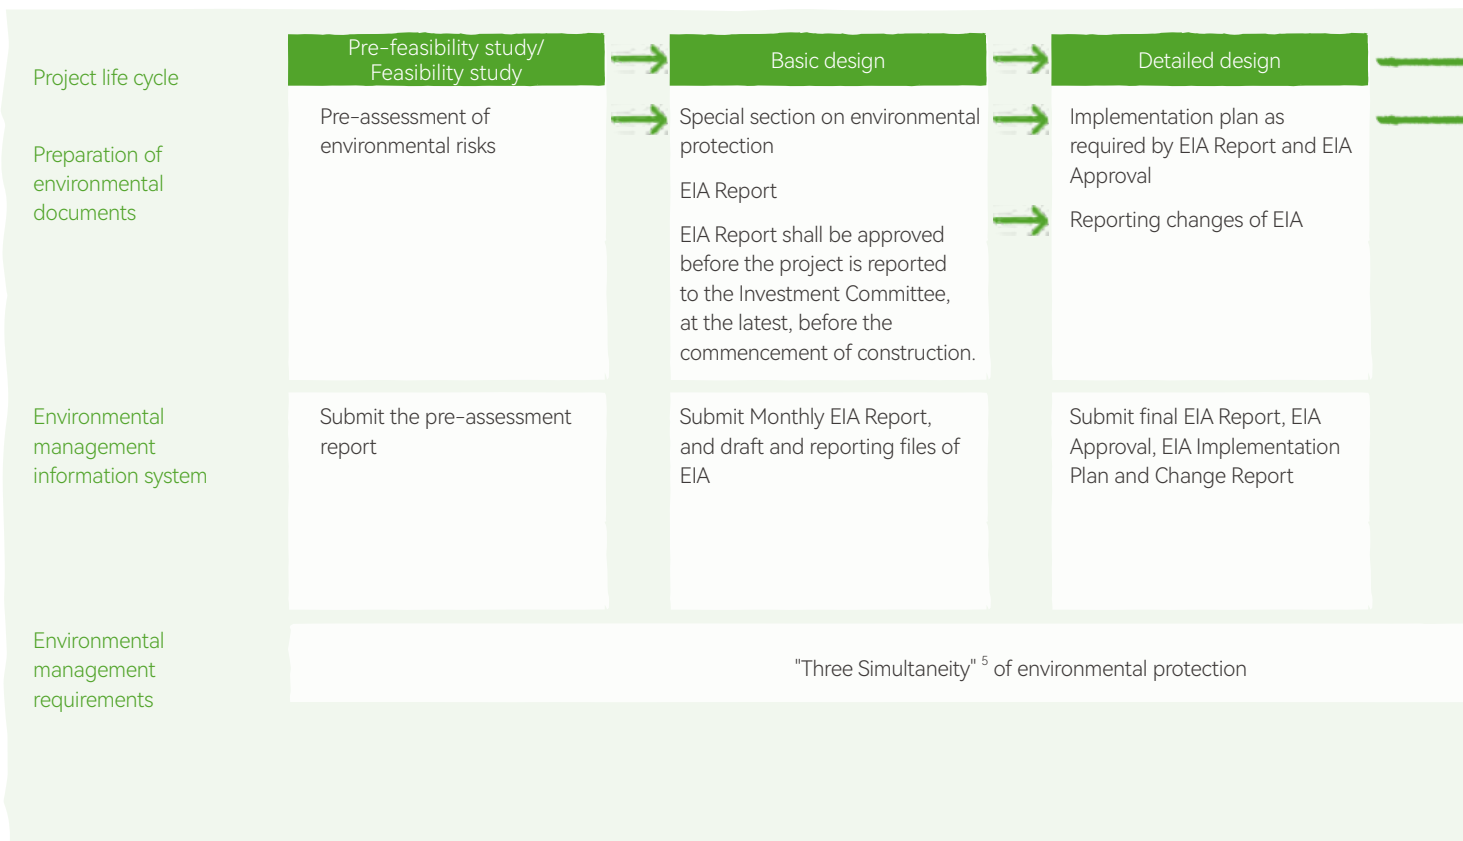 Project life cycle
Pre-feasibility study/
Feasibility study
Basic design
Detailed design
Preparation of
environmental
documents
Pre-assessment of
environmental risks
Special section on environmental
protection
EIA Report
EIA Report shall be approved
before the project is reported
to the Investment Committee,
at the latest, before the
commencement of construction.
Implementation plan as
required by EIA Report and EIA
Approval
Reporting changes of EIA
Environmental
management
information system
Submit the pre-assessment
report
Submit Monthly EIA Report,
and draft and reporting files of
EIA
Submit final EIA Report, EIA
Approval, EIA Implementation
Plan and Change Report
Environmental
management
requirements
"Three Simultaneity" 5 of environmental protection